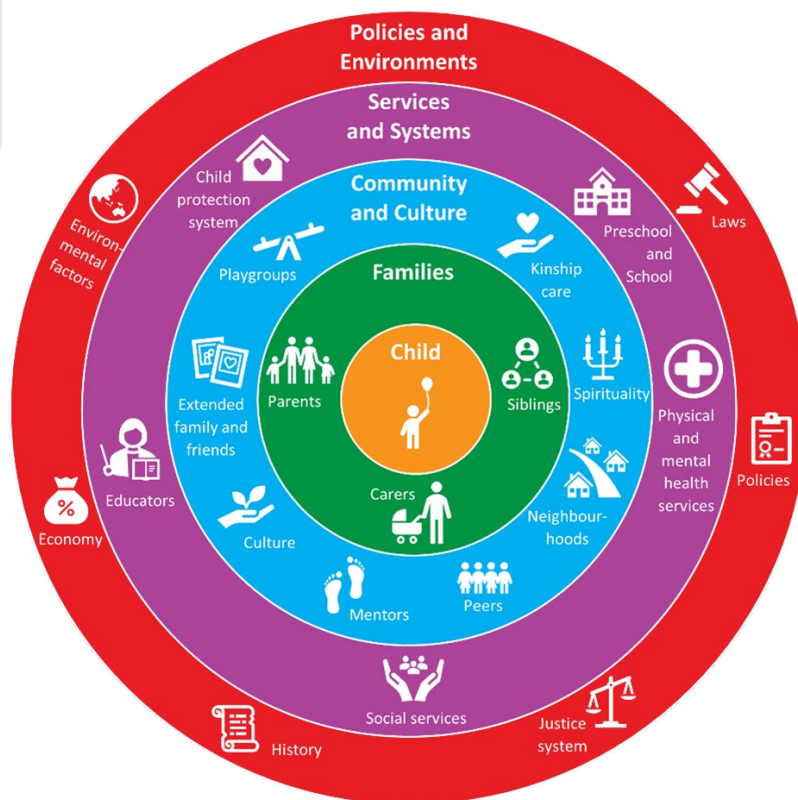 Policies and
Environments
Services
and Systems
Child
protection
system
Community
and Culture
Preschool
and
School
Laws
Environ-
mental
factors
Playgroups
Families
Kinship
care
Child
Parents
Siblings
Extended
family and
friends
Spirituality
Physical
and
mental
health
services
Policies
Educators
Economy
%
Carers
Culture
Neighbour-
hoods
Mentors
Peers
Social services
History
Justice
system